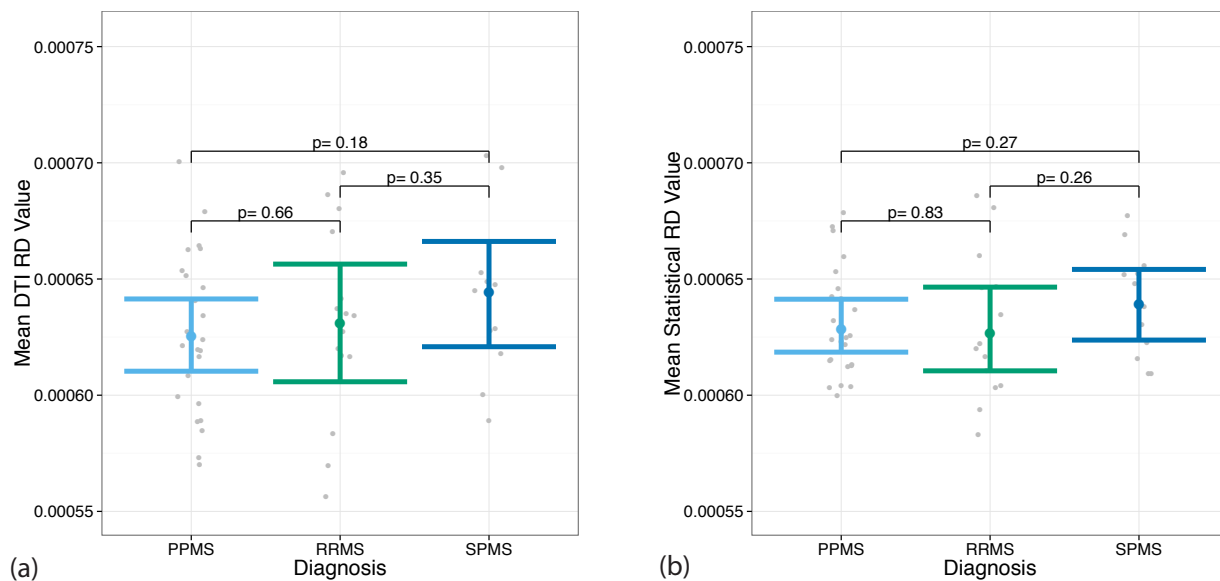 Mean DTI RD Value
0.00075
0.00070
0.00065
0.00060
0.00055
p= 0.18
p= 0.35
p= 0.66
PPMS RRMS SPMS
Diagnosis
(a)
Mean Statistical RD Value
0.00075
0.00070
0.00065
0.00060
0.00055
p= 0.27
p= 0.26
p= 0.83
PPMS RRMS SPMS
Diagnosis
(b)